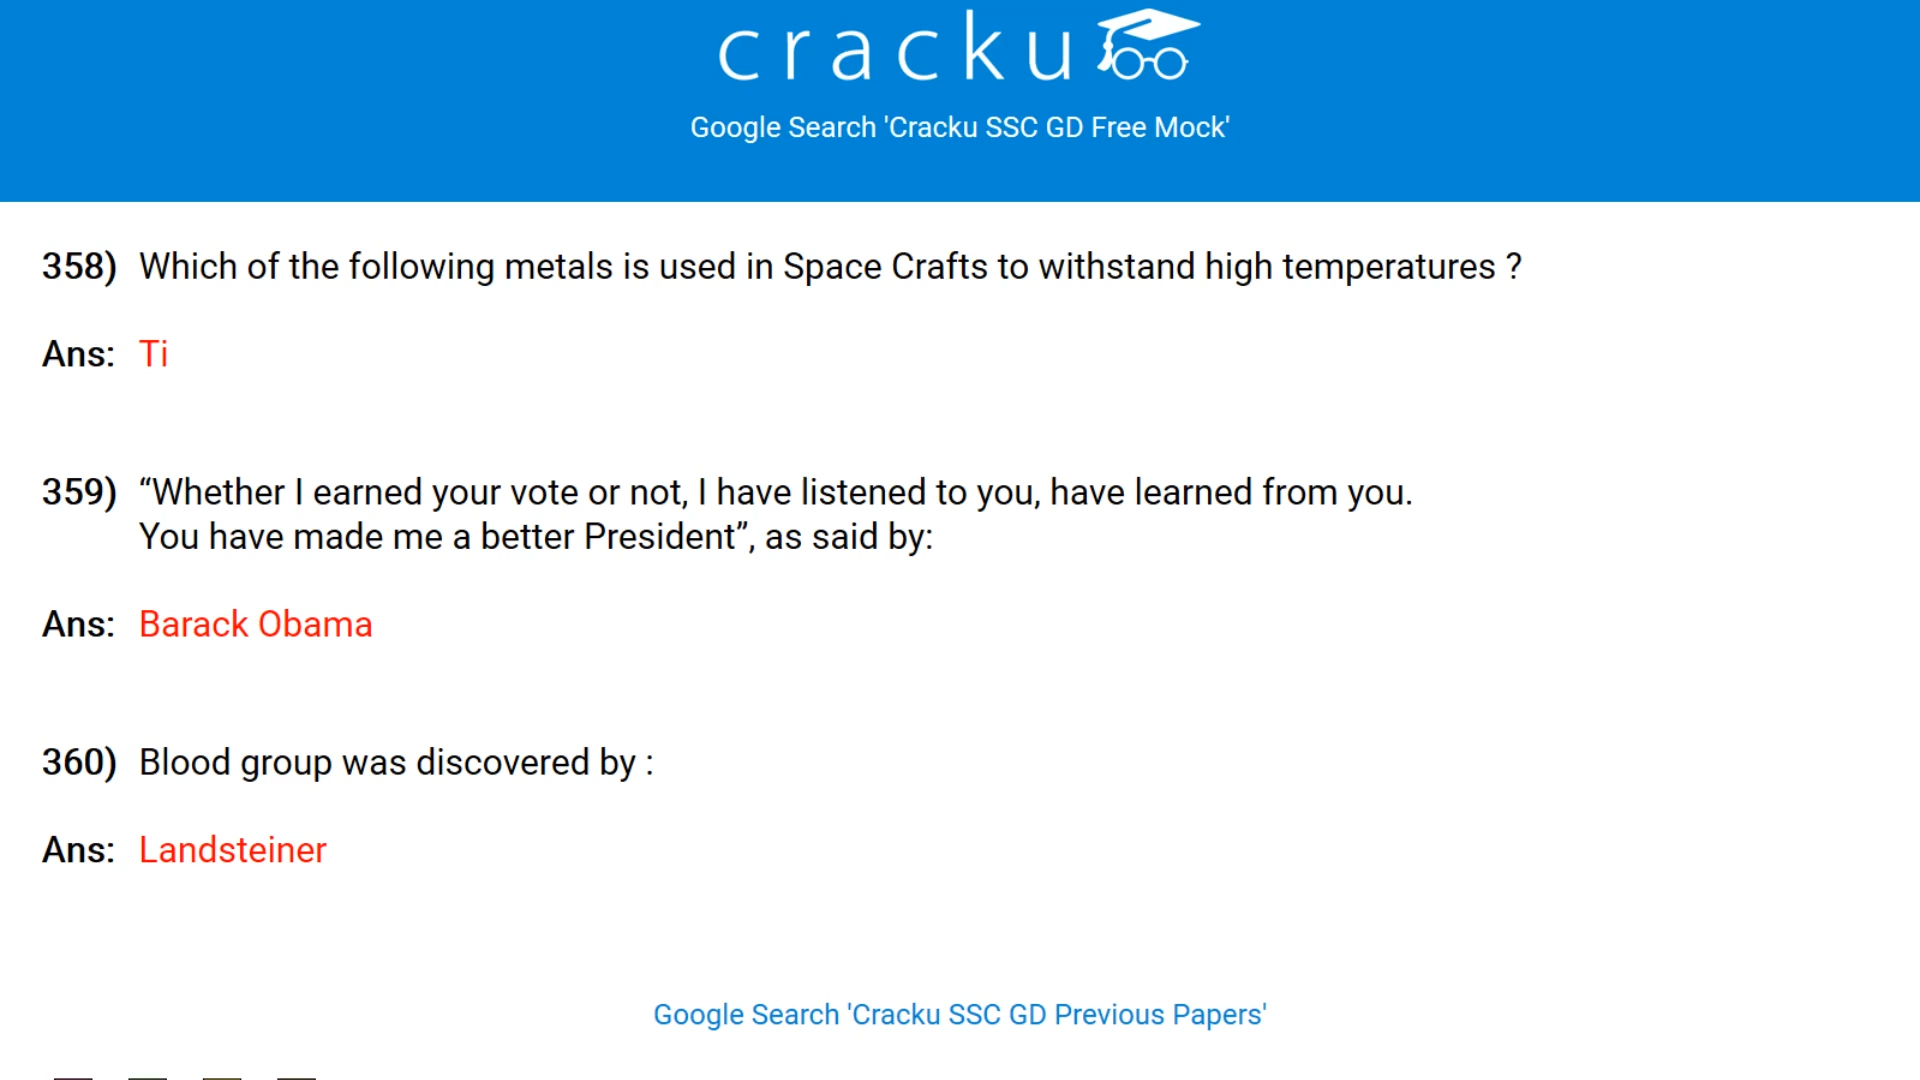 cracku
Google Search 'Cracku SSC GD Free Mock'
358) Which of the following metals is used in Space Crafts to withstand high temperatures ?
Ans: Ti
359) “Whether I earned your vote or not, I have listened to you, have learned from you.
You have made me a better President”, as said by:
Ans: Barack Obama
360) Blood group was discovered by :
Ans: Landsteiner
Google Search 'Cracku SSC GD Previous Papers'